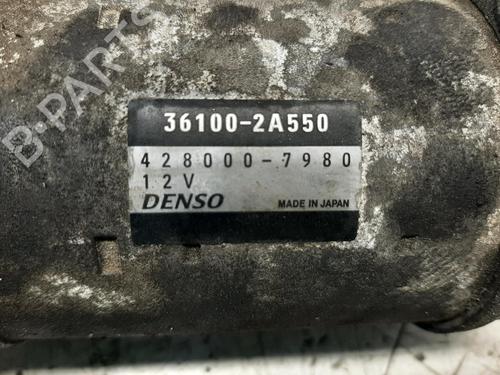 B-PARTS
36100-2A550
428000-7980
12V
DENSO MADE IN JAPAN